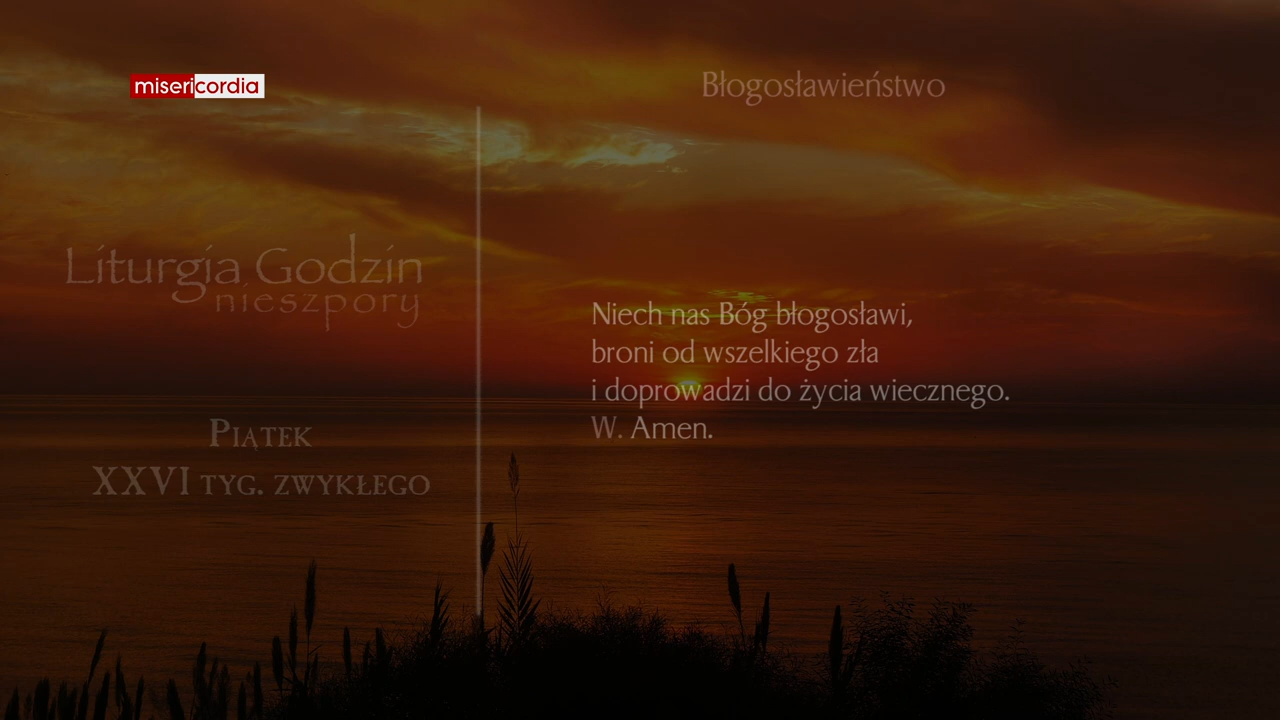 misericordia
Błogosławieństwo
Liturgia Godzin
nieszpory
Niech nas Bóg błogosławi,
broni od wszelkiego zła
i doprowadzi do życia wiecznego.
W. Amen.
Piątek
XXVI tyg. zwykłego